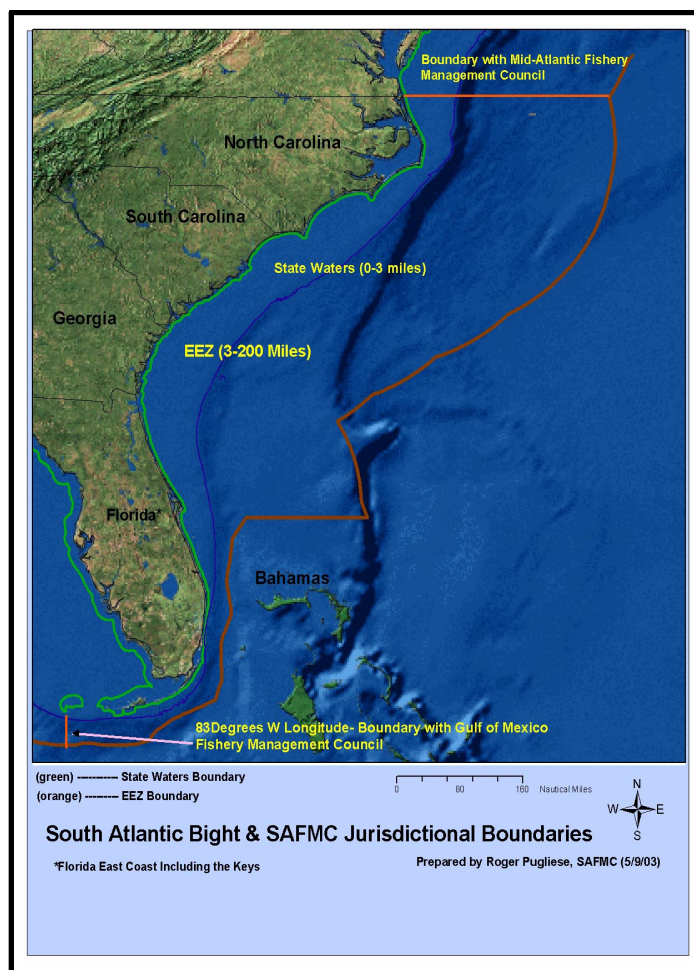 Boundary with Mid-Atlantic Fishery
Management Council
North Carolina
South Carolina
State Waters (0-3 miles)
Georgia
EEZ (3-200 Miles)
Florida*
Bahamas
83Degrees W Longitude- Boundary with Gulf of Mexico
Fishery Management Council
(green) ----------- State Waters Boundary
(orange) --------- EEZ Boundary
0 80 160 Nautical Miles
N
W E
S
South Atlantic Bight & SAFMC Jurisdictional Boundaries
*Florida East Coast Including the Keys
Prepared by Roger Pugliese, SAFMC (5/9/03)